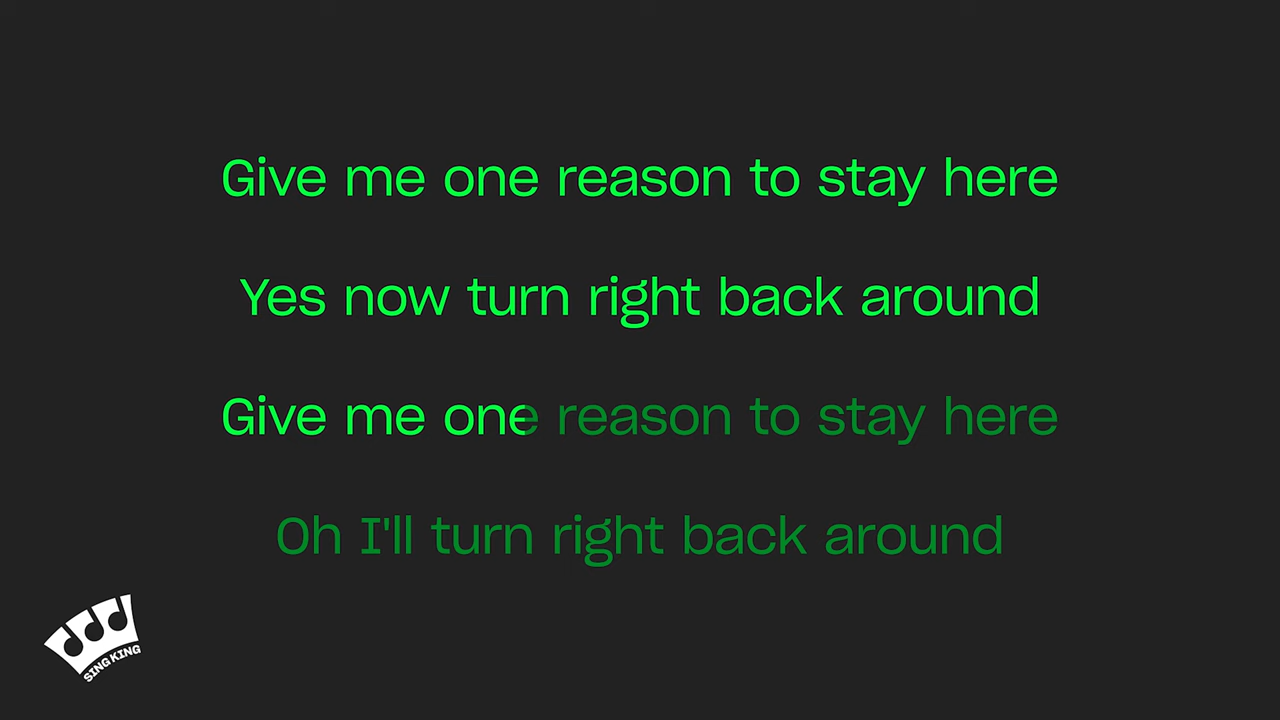 Give me one reason to stay here
Yes now turn right back around
Give me one reason to stay here
Oh I'll turn right back around
SING KING